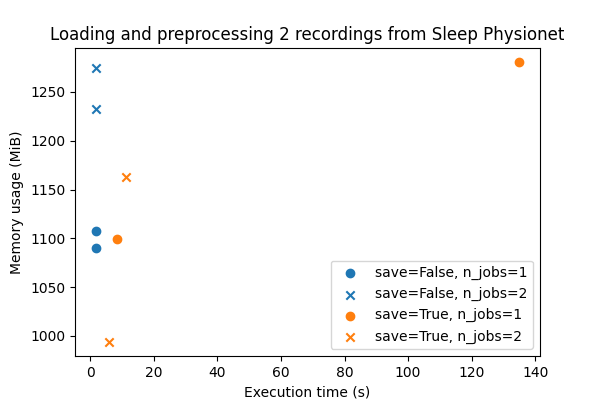 Loading and preprocessing 2 recordings from Sleep Physionet
Memory usage (MiB)
1250
1200
1150
1100
1050
1000
0 20 40 60 80 100 120 140
Execution time (s)
save=False, n_jobs=1
save=False, n_jobs=2
save=True, n_jobs=1
save=True, n_jobs=2